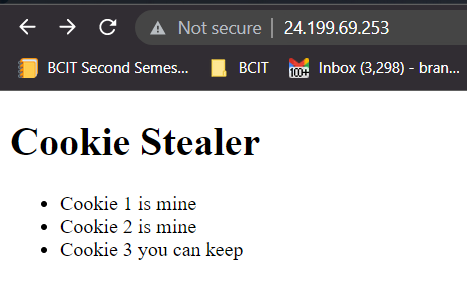 Not secure | 24.199.69.253
BCIT Second Semes... BCIT 100+ Inbox (3,298) - bran...
Cookie Stealer
• Cookie 1 is mine
• Cookie 2 is mine
• Cookie 3 you can keep